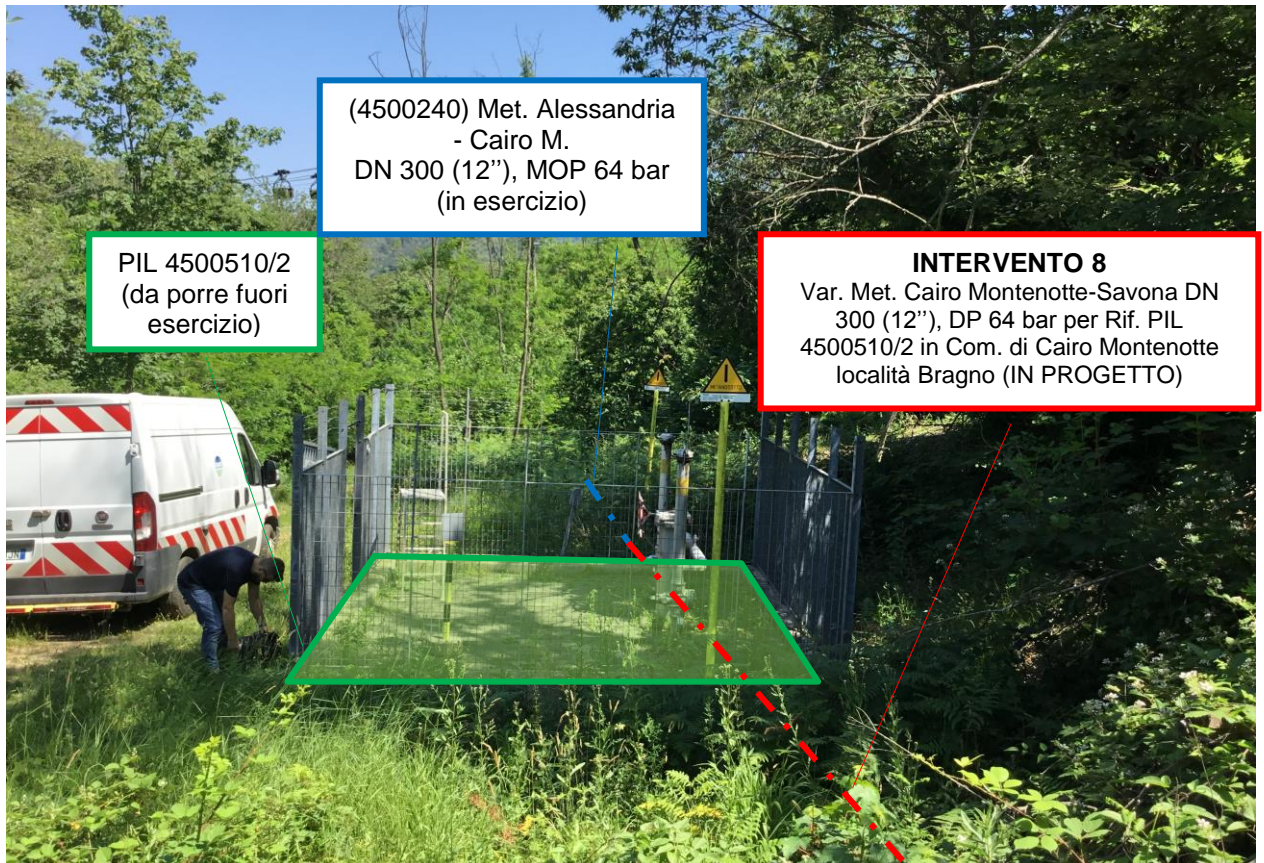 (4500240) Met. Alessandria
- Cairo M.
DN 300 (12’’), MOP 64 bar
(in esercizio)
PIL 4500510/2
(da porre fuori
esercizio)
INTERVENTO 8
Var. Met. Cairo Montenotte-Savona DN
300 (12’’), DP 64 bar per Rif. PIL
4500510/2 in Com. di Cairo Montenotte
località Bragno (IN PROGETTO)